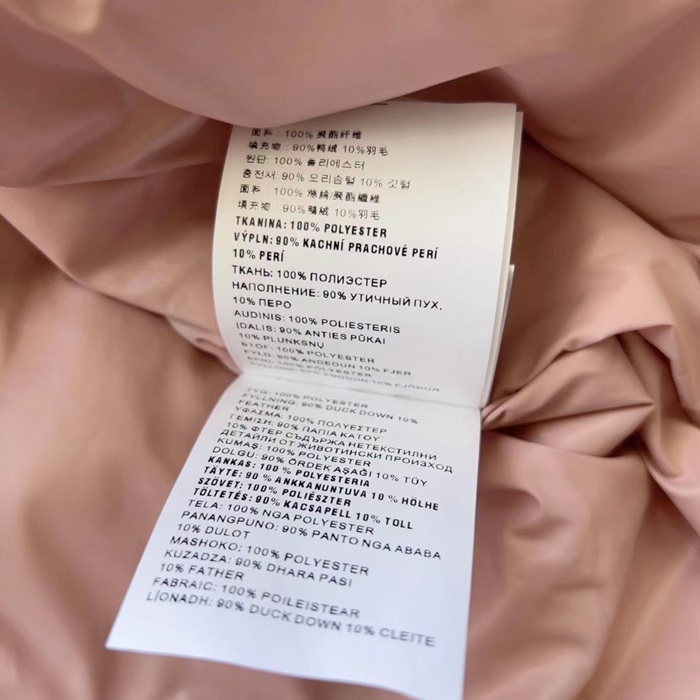 面料: 100%聚酯纤维
填充物: 90%鸭绒 10%羽毛
원단: 100% 폴리에스터
충전서: 90% 오리솜털 10% 깃털
面料: 100% 滌綸/聚酯纖維
填充物: 90%鴨絨 10%羽毛
TKANINA: 100% POLYESTER
VÝPLN: 90% KACHNÍ PRACHOVÉ PERÍ
10% PERÍ
ТКАНЬ: 100% ПОЛИЭСТЕР
НАПОЛНЕНИЕ: 90% УТИЧНЫЙ ПУХ,
10% ПЕРО
AUDINIS: 100% POLIESTERIS
ĮDALIS: 90% ANTIES PŪKAI
10% PLUNKSNŲ
STOF: 100% POLYESTER
FYLD: 90% ANDEDUN 10% FJER
100% POLYESTER
TYG: 100% POLYESTER
FYLLNING: 90% DUCK DOWN 10%
FEATHER
ΥΦΑΣΜΑ: 100% ΠΟΛΥΕΣΤΕΡ
ΓΕΜΙΣΗ: 90% ΠΑΠΙΑ ΚΑΤΟΥ
10% ФТЕР СЪДЪРЖА НЕТЕКСТИЛНИ
ДЕТАЙЛИ ОТ ЖИВОТИНСКИ ПРОИЗХОД
KUMAŞ: 100% POLYESTER
DOLGU: 90% ÖRDEK AŞAĞI 10% TÜY
KANKAS: 100 % POLYESTERIA
TÄYTE: 90 % ANKKANUNTUVA 10 % HÖLHE
SZÖVET: 100% POLIÉSZTER
TÖLTETÉS: 90% KACSAPELL 10% TOLL
TELA: 100% NGA POLYESTER
PANANGPUNO: 90% PANTO NGA ABABA
10% DULOT
MASHOKO: 100% POLYESTER
KUZADZA: 90% DHARA PASI
10% FATHER
FABRAIC: 100% POILEISTEAR
LÍONADH: 90% DUCK DOWN 10% CLEITE